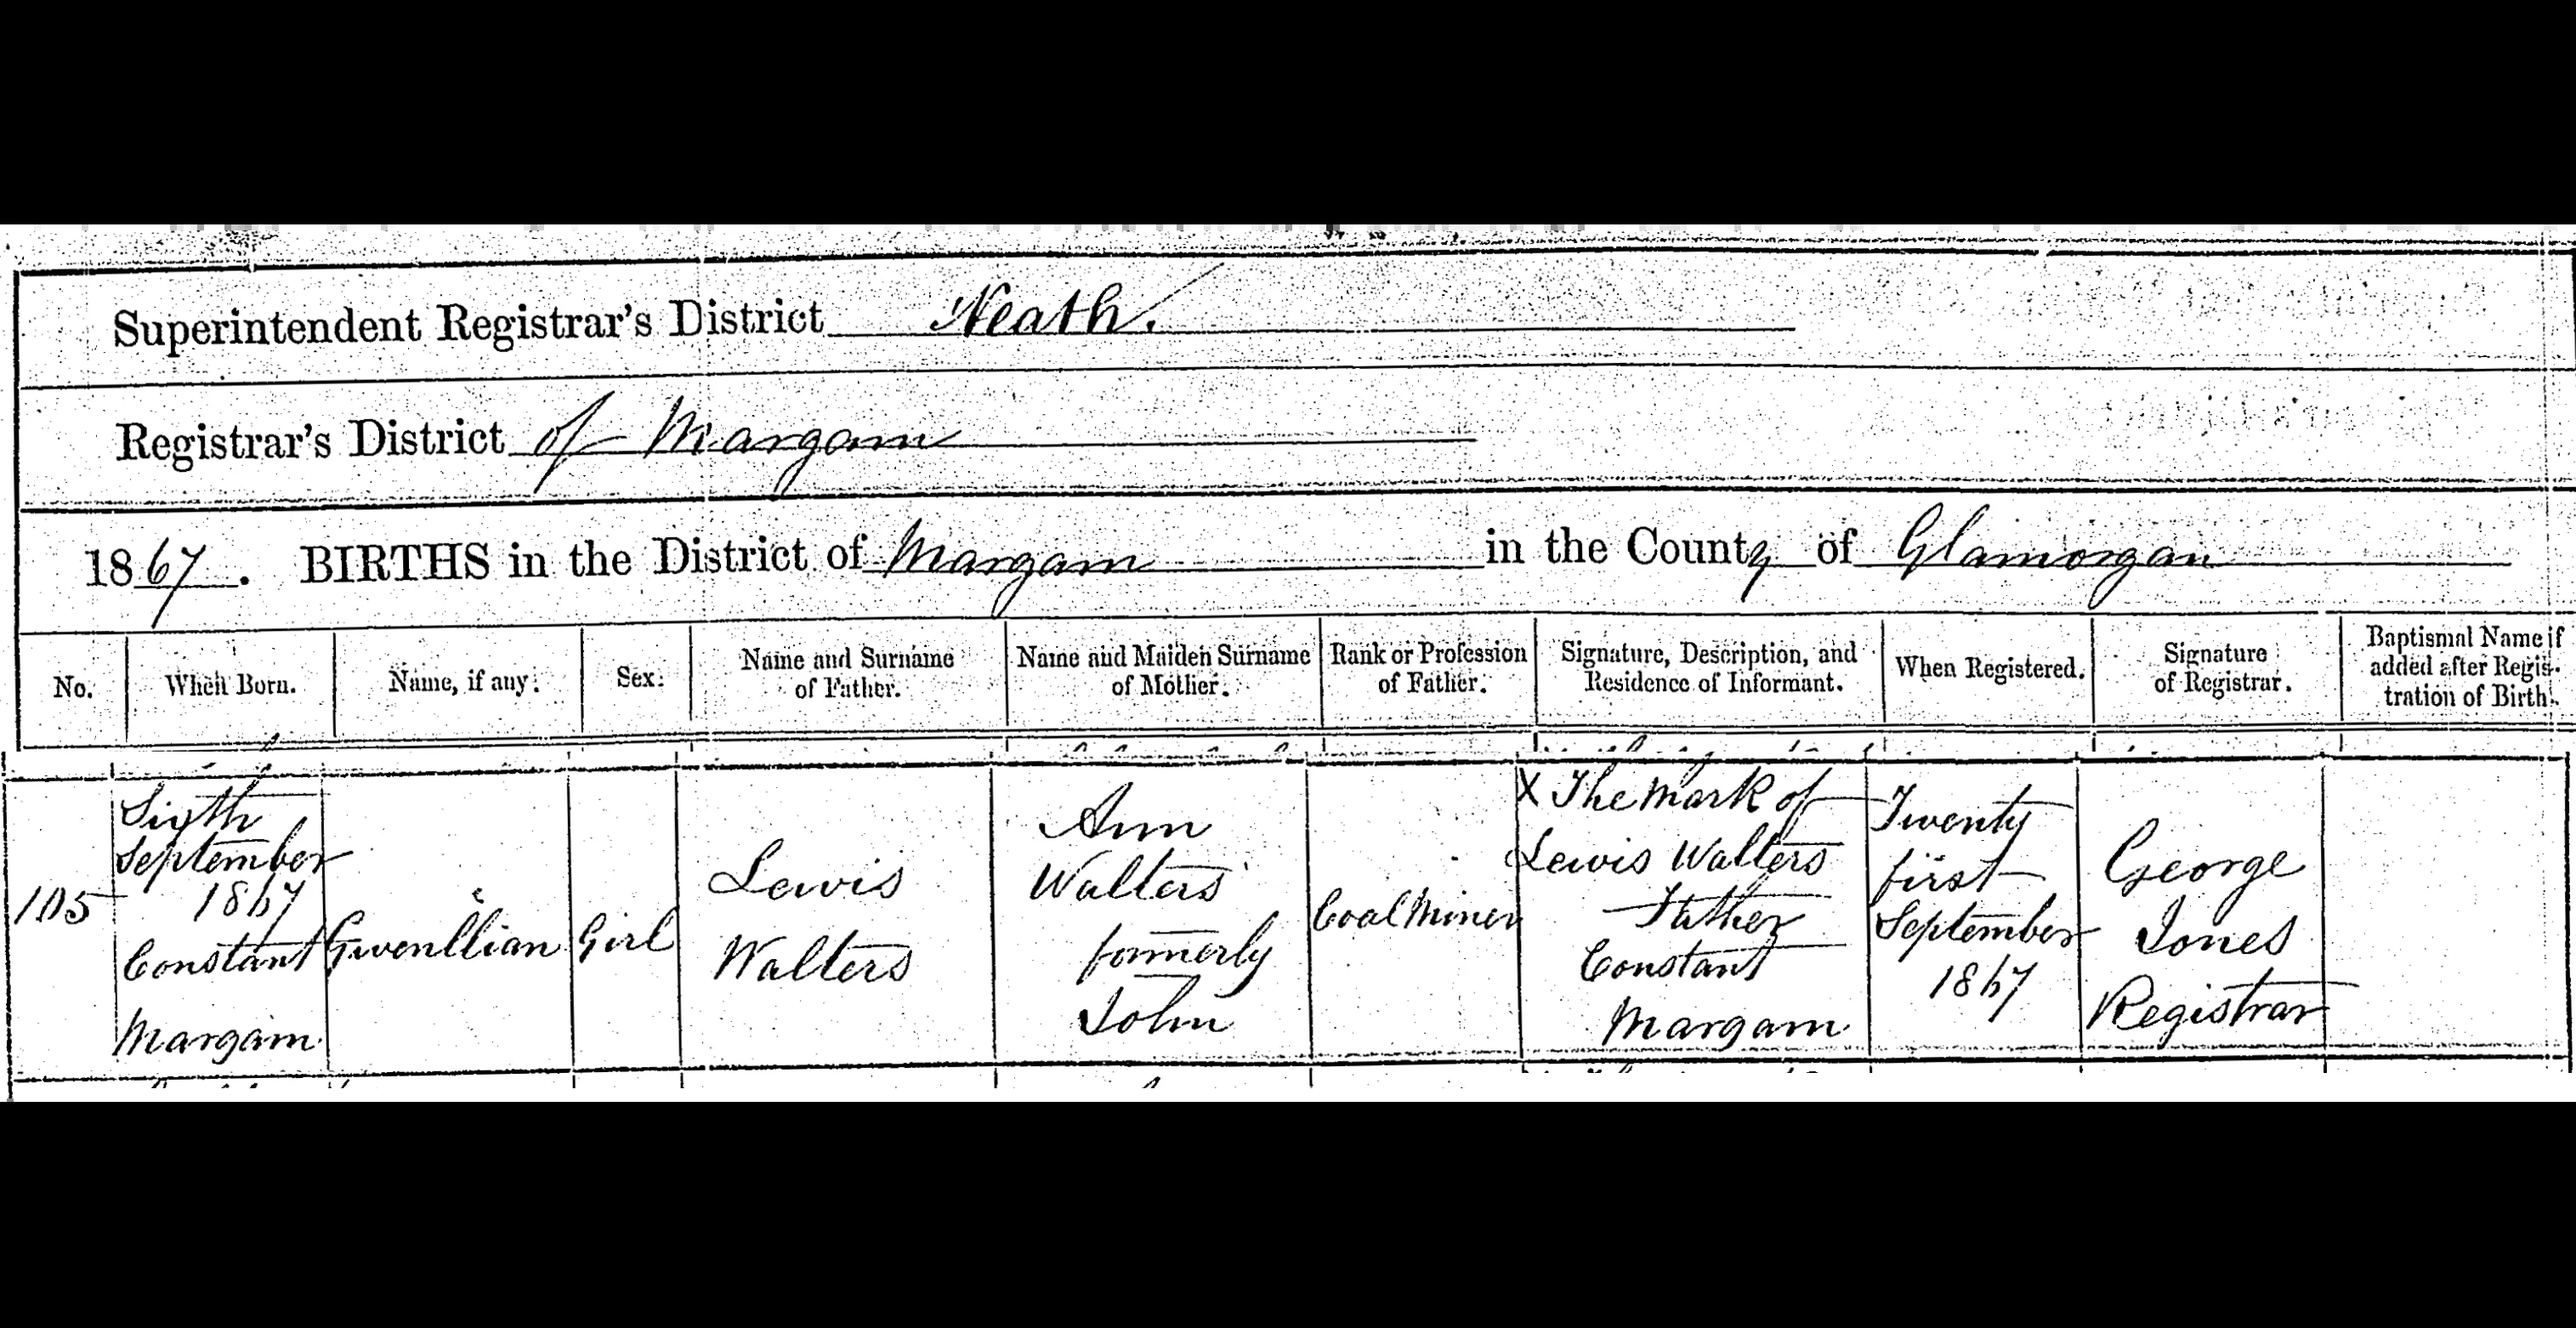 Superintendent Registrar's District Neath.
Registrar's District of Margam
1867. BIRTHS in the District of Margam in the County of Glamorgan
No. When Born. Name, if any. Sex. Name and Surname of Father. Name and Maiden Surname of Mother. Rank or Profession of Father. Signature, Description, and Residence of Informant. When Registered. Signature of Registrar. Baptismal Name if added after Registration of Birth.
105
Sixth
September
1867
Constant
Margam
Gwenllian
Girl
Lewis
Walters
Ann
Walters
formerly
John
Coal Miner
X The Mark of
Lewis Walters
Father
Constant
Margam
Twenty
first
September
1867
George
Jones
Registrar